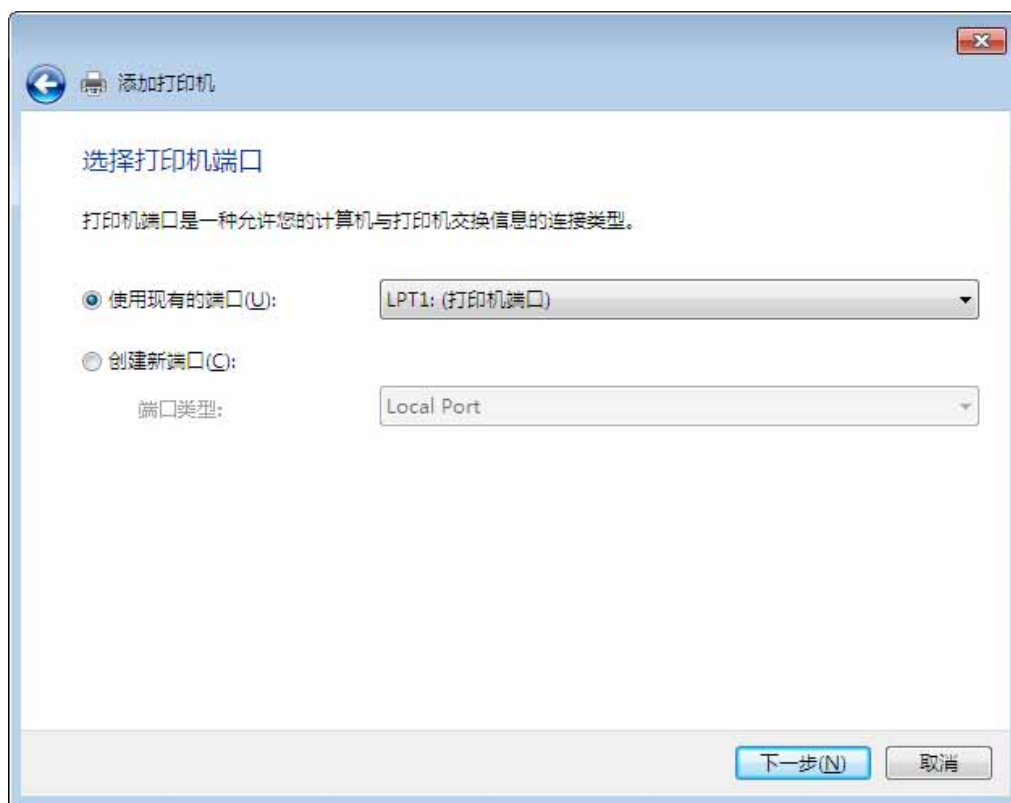 添加打印机
选择打印机端口
打印机端口是一种允许您的计算机与打印机交换信息的连接类型。
使用现有的端口(U): LPT1: (打印机端口)
创建新端口(C):
端口类型: Local Port
下一步(N) 取消